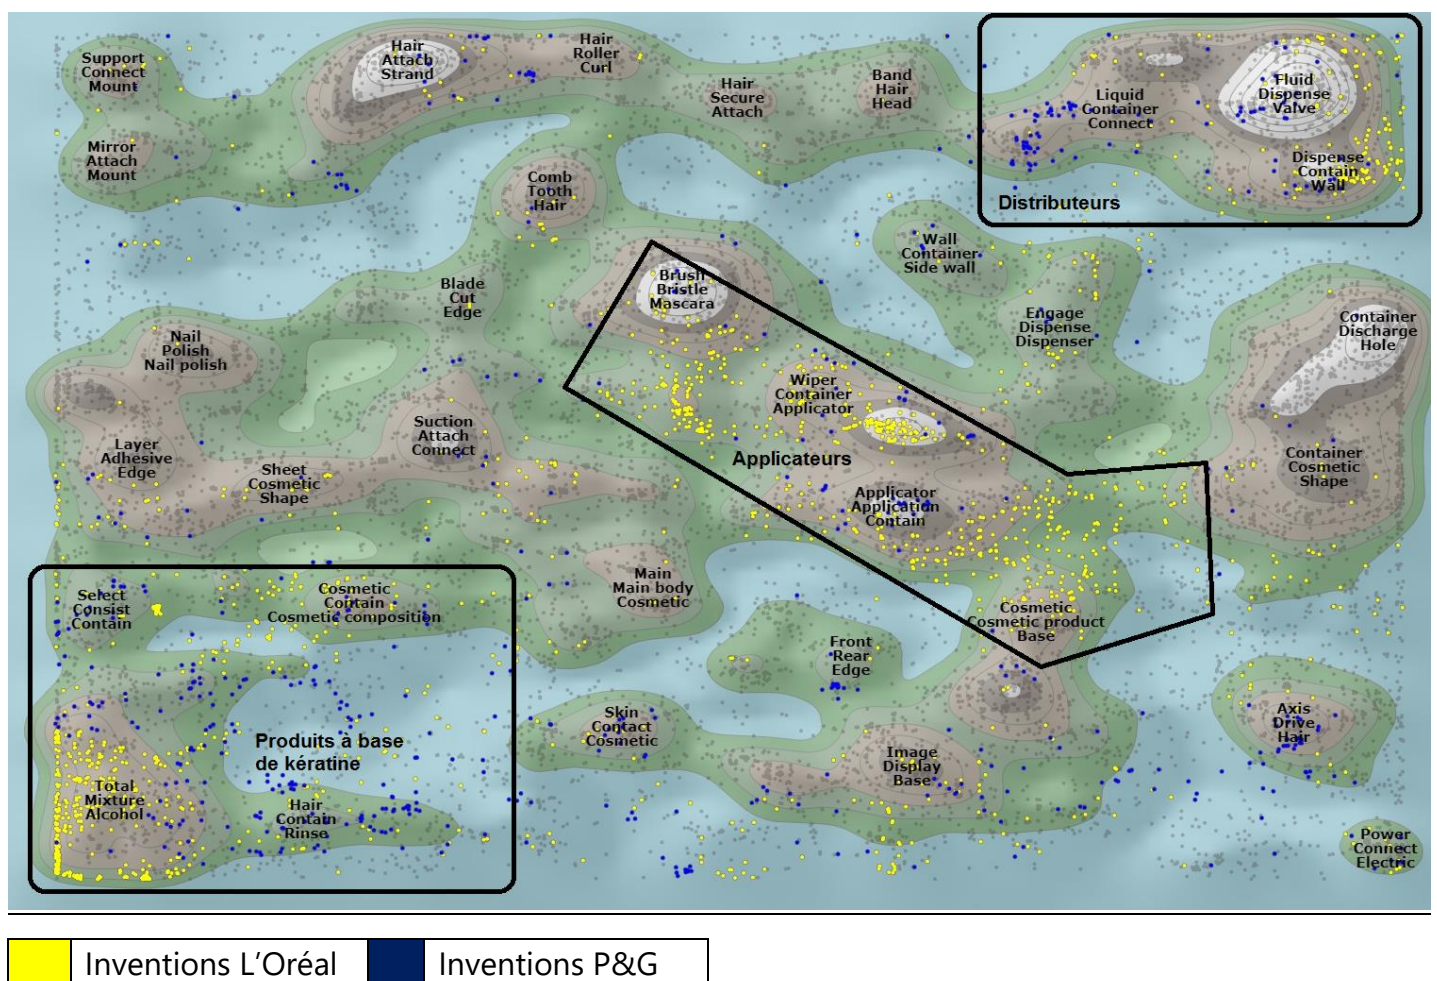 Support
Connect
Mount
Hair
Attach
Strand
Hair
Roller
Curl
Hair
Secure
Attach
Band
Hair
Head
Liquid
Container
Connect
Fluid
Dispense
Valve
Mirror
Attach
Mount
Comb
Tooth
Hair
Dispense
Contain
Wall
Distributeurs
Wall
Container
Side wall
Brush
Bristle
Mascara
Blade
Cut
Edge
Engage
Dispense
Dispenser
Container
Discharge
Hole
Nail
Polish
Nail polish
Wiper
Container
Applicator
Suction
Attach
Connect
Layer
Adhesive
Edge
Sheet
Cosmetic
Shape
Applicateurs
Container
Cosmetic
Shape
Applicator
Application
Contain
Main
Main body
Cosmetic
Select
Consist
Contain
Cosmetic
Contain
Cosmetic composition
Cosmetic
Cosmetic product
Base
Front
Rear
Edge
Skin
Contact
Cosmetic
Axis
Drive
Hair
Produits à base
de kératine
Image
Display
Base
Total
Mixture
Alcohol
Hair
Contain
Rinse
Power
Connect
Electric
Inventions L’Oréal
Inventions P&G